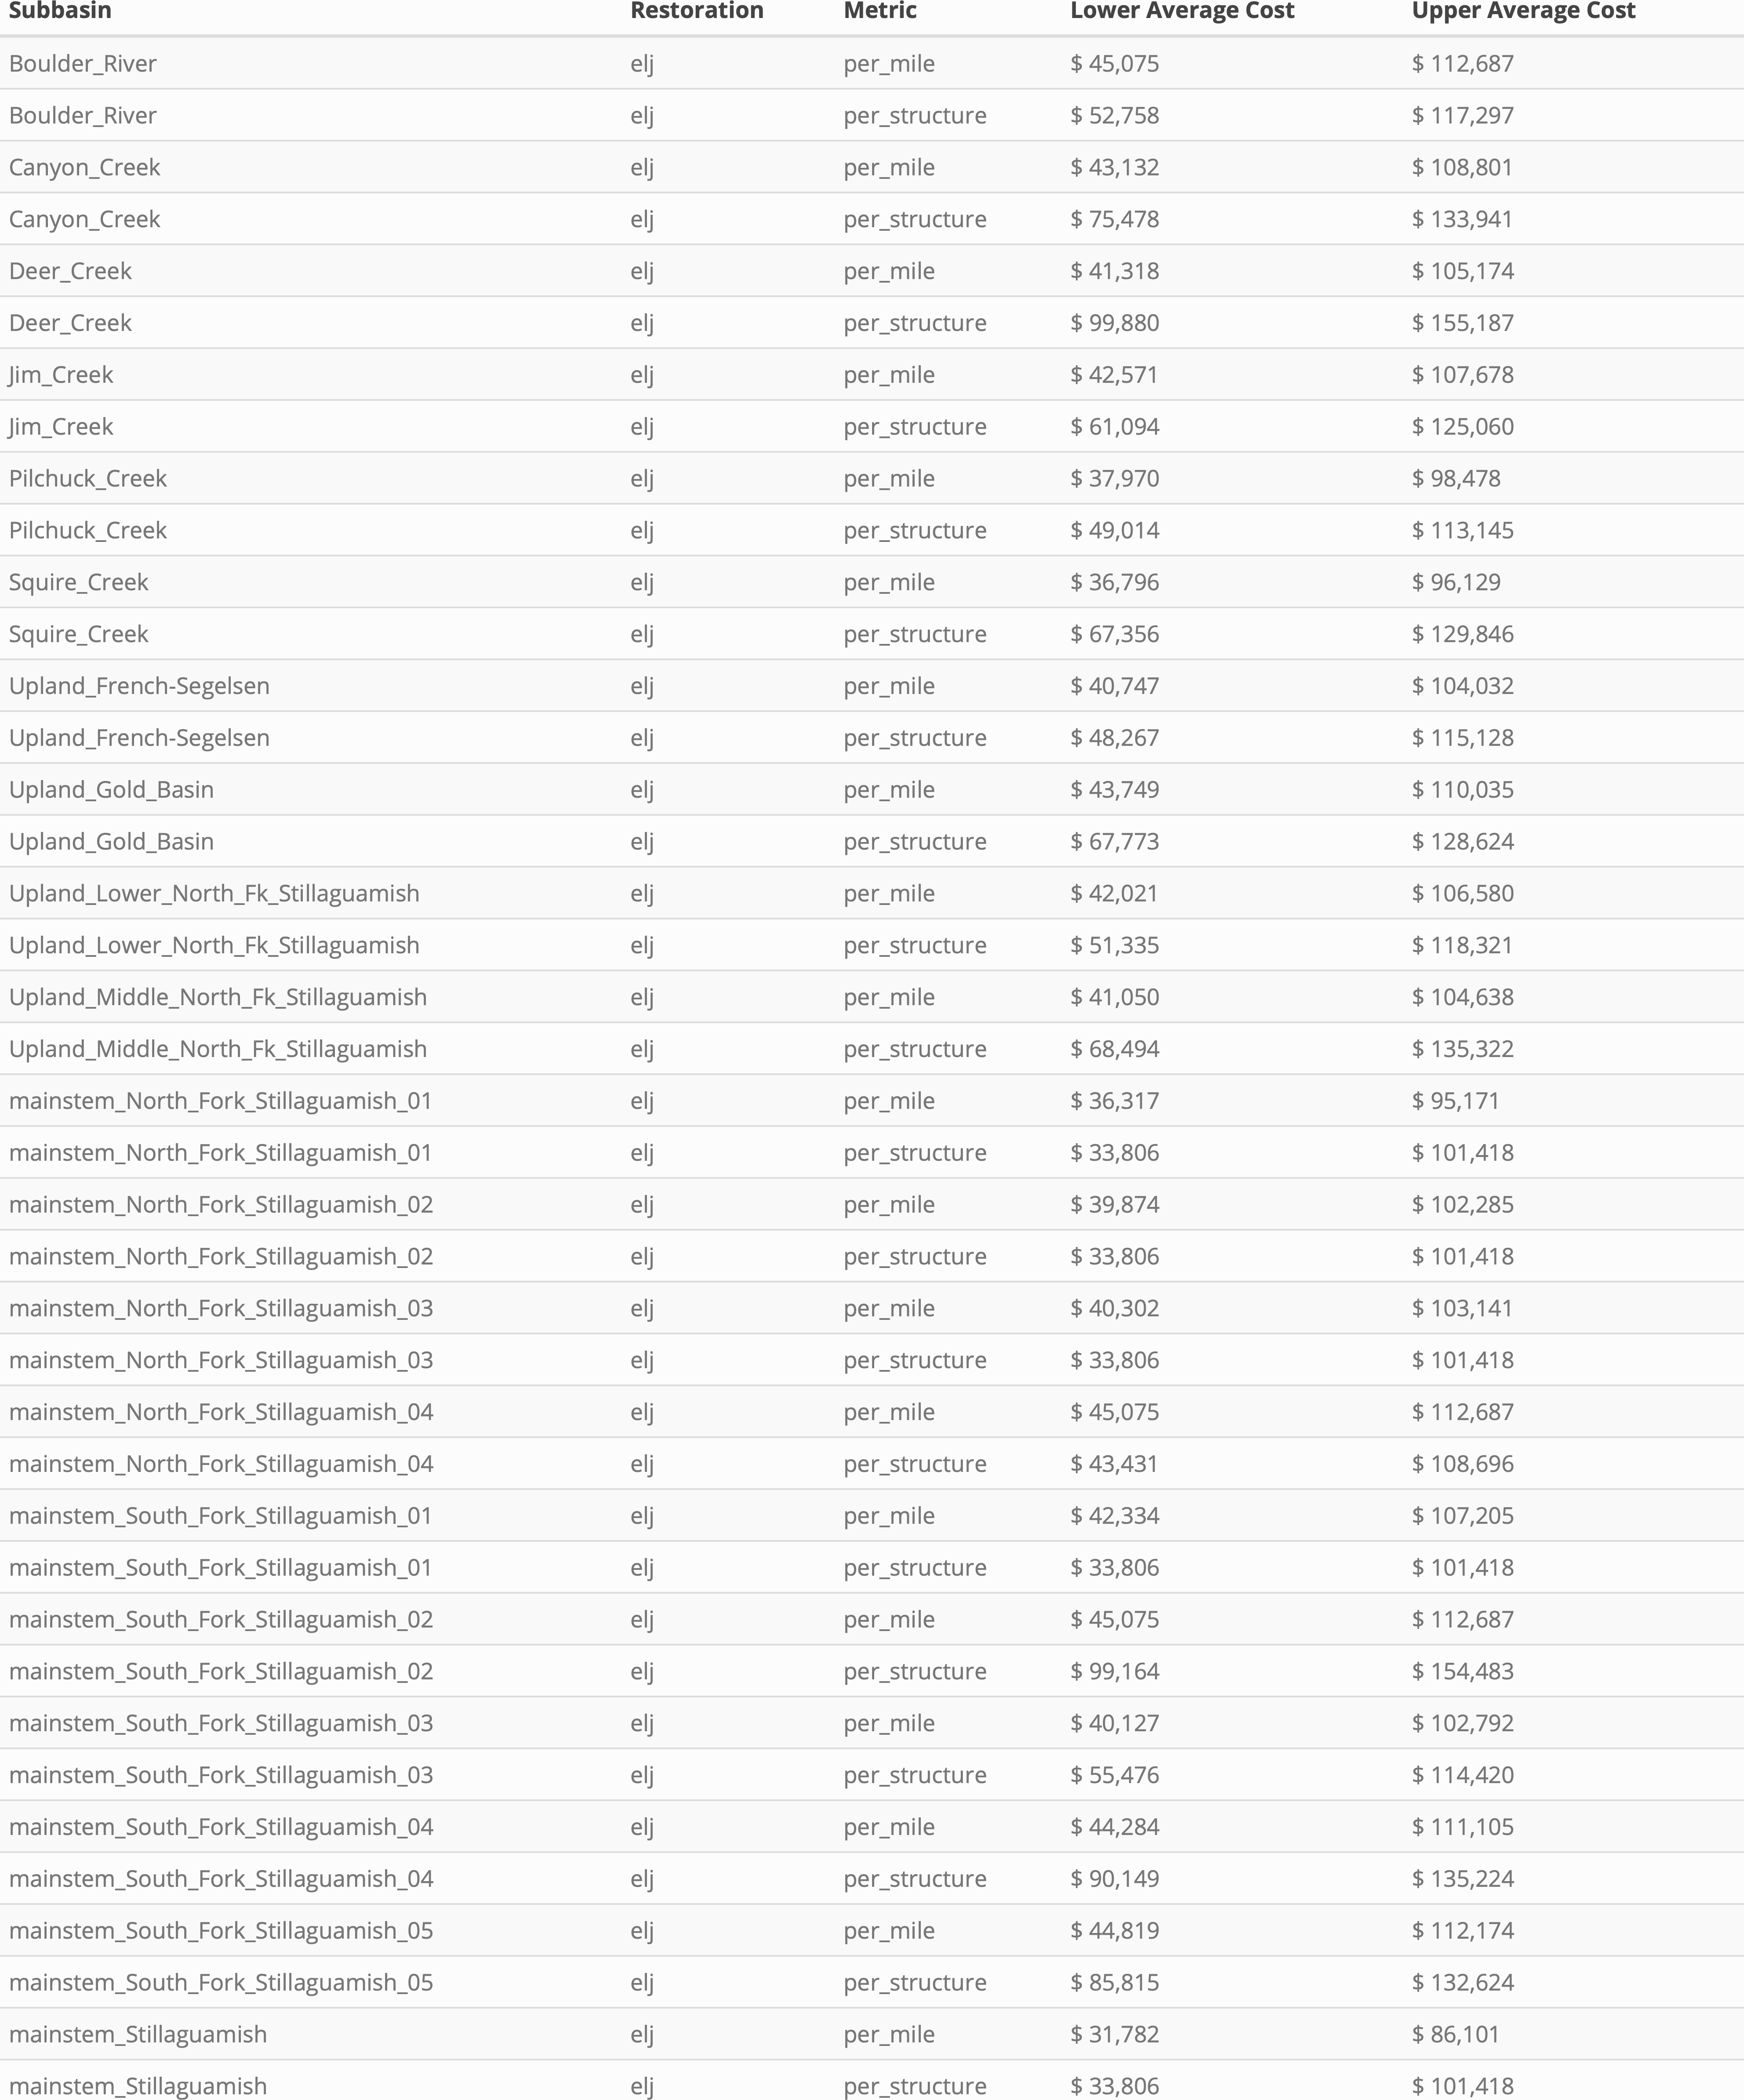 Subbasin Restoration Metric Lower Average Cost Upper Average Cost
Boulder_River elj per_mile $ 45,075 $ 112,687
Boulder_River elj per_structure $ 52,758 $ 117,297
Canyon_Creek elj per_mile $ 43,132 $ 108,801
Canyon_Creek elj per_structure $ 75,478 $ 133,941
Deer_Creek elj per_mile $ 41,318 $ 105,174
Deer_Creek elj per_structure $ 99,880 $ 155,187
Jim_Creek elj per_mile $ 42,571 $ 107,678
Jim_Creek elj per_structure $ 61,094 $ 125,060
Pilchuck_Creek elj per_mile $ 37,970 $ 98,478
Pilchuck_Creek elj per_structure $ 49,014 $ 113,145
Squire_Creek elj per_mile $ 36,796 $ 96,129
Squire_Creek elj per_structure $ 67,356 $ 129,846
Upland_French-Segelsen elj per_mile $ 40,747 $ 104,032
Upland_French-Segelsen elj per_structure $ 48,267 $ 115,128
Upland_Gold_Basin elj per_mile $ 43,749 $ 110,035
Upland_Gold_Basin elj per_structure $ 67,773 $ 128,624
Upland_Lower_North_Fk_Stillaguamish elj per_mile $ 42,021 $ 106,580
Upland_Lower_North_Fk_Stillaguamish elj per_structure $ 51,335 $ 118,321
Upland_Middle_North_Fk_Stillaguamish elj per_mile $ 41,050 $ 104,638
Upland_Middle_North_Fk_Stillaguamish elj per_structure $ 68,494 $ 135,322
mainstem_North_Fork_Stillaguamish_01 elj per_mile $ 36,317 $ 95,171
mainstem_North_Fork_Stillaguamish_01 elj per_structure $ 33,806 $ 101,418
mainstem_North_Fork_Stillaguamish_02 elj per_mile $ 39,874 $ 102,285
mainstem_North_Fork_Stillaguamish_02 elj per_structure $ 33,806 $ 101,418
mainstem_North_Fork_Stillaguamish_03 elj per_mile $ 40,302 $ 103,141
mainstem_North_Fork_Stillaguamish_03 elj per_structure $ 33,806 $ 101,418
mainstem_North_Fork_Stillaguamish_04 elj per_mile $ 45,075 $ 112,687
mainstem_North_Fork_Stillaguamish_04 elj per_structure $ 43,431 $ 108,696
mainstem_South_Fork_Stillaguamish_01 elj per_mile $ 42,334 $ 107,205
mainstem_South_Fork_Stillaguamish_01 elj per_structure $ 33,806 $ 101,418
mainstem_South_Fork_Stillaguamish_02 elj per_mile $ 45,075 $ 112,687
mainstem_South_Fork_Stillaguamish_02 elj per_structure $ 99,164 $ 154,483
mainstem_South_Fork_Stillaguamish_03 elj per_mile $ 40,127 $ 102,792
mainstem_South_Fork_Stillaguamish_03 elj per_structure $ 55,476 $ 114,420
mainstem_South_Fork_Stillaguamish_04 elj per_mile $ 44,284 $ 111,105
mainstem_South_Fork_Stillaguamish_04 elj per_structure $ 90,149 $ 135,224
mainstem_South_Fork_Stillaguamish_05 elj per_mile $ 44,819 $ 112,174
mainstem_South_Fork_Stillaguamish_05 elj per_structure $ 85,815 $ 132,624
mainstem_Stillaguamish elj per_mile $ 31,782 $ 86,101
mainstem_Stillaguamish elj per_structure $ 33,806 $ 101,418